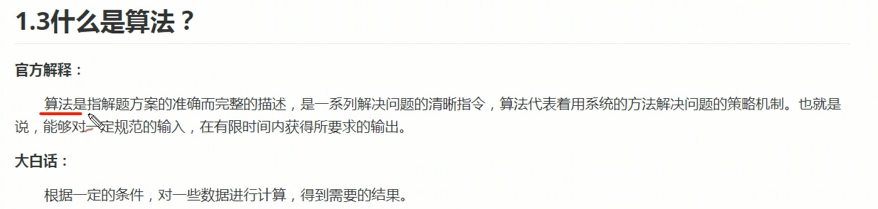 1.3什么是算法？
官方解释：
算法是指解题方案的准确而完整的描述，是一系列解决问题的清晰指令，算法代表着用系统的方法解决问题的策略机制。也就是
说，能够对一定规范的输入，在有限时间内获得所要求的输出。
大白话：
根据一定的条件，对一些数据进行计算，得到需要的结果。